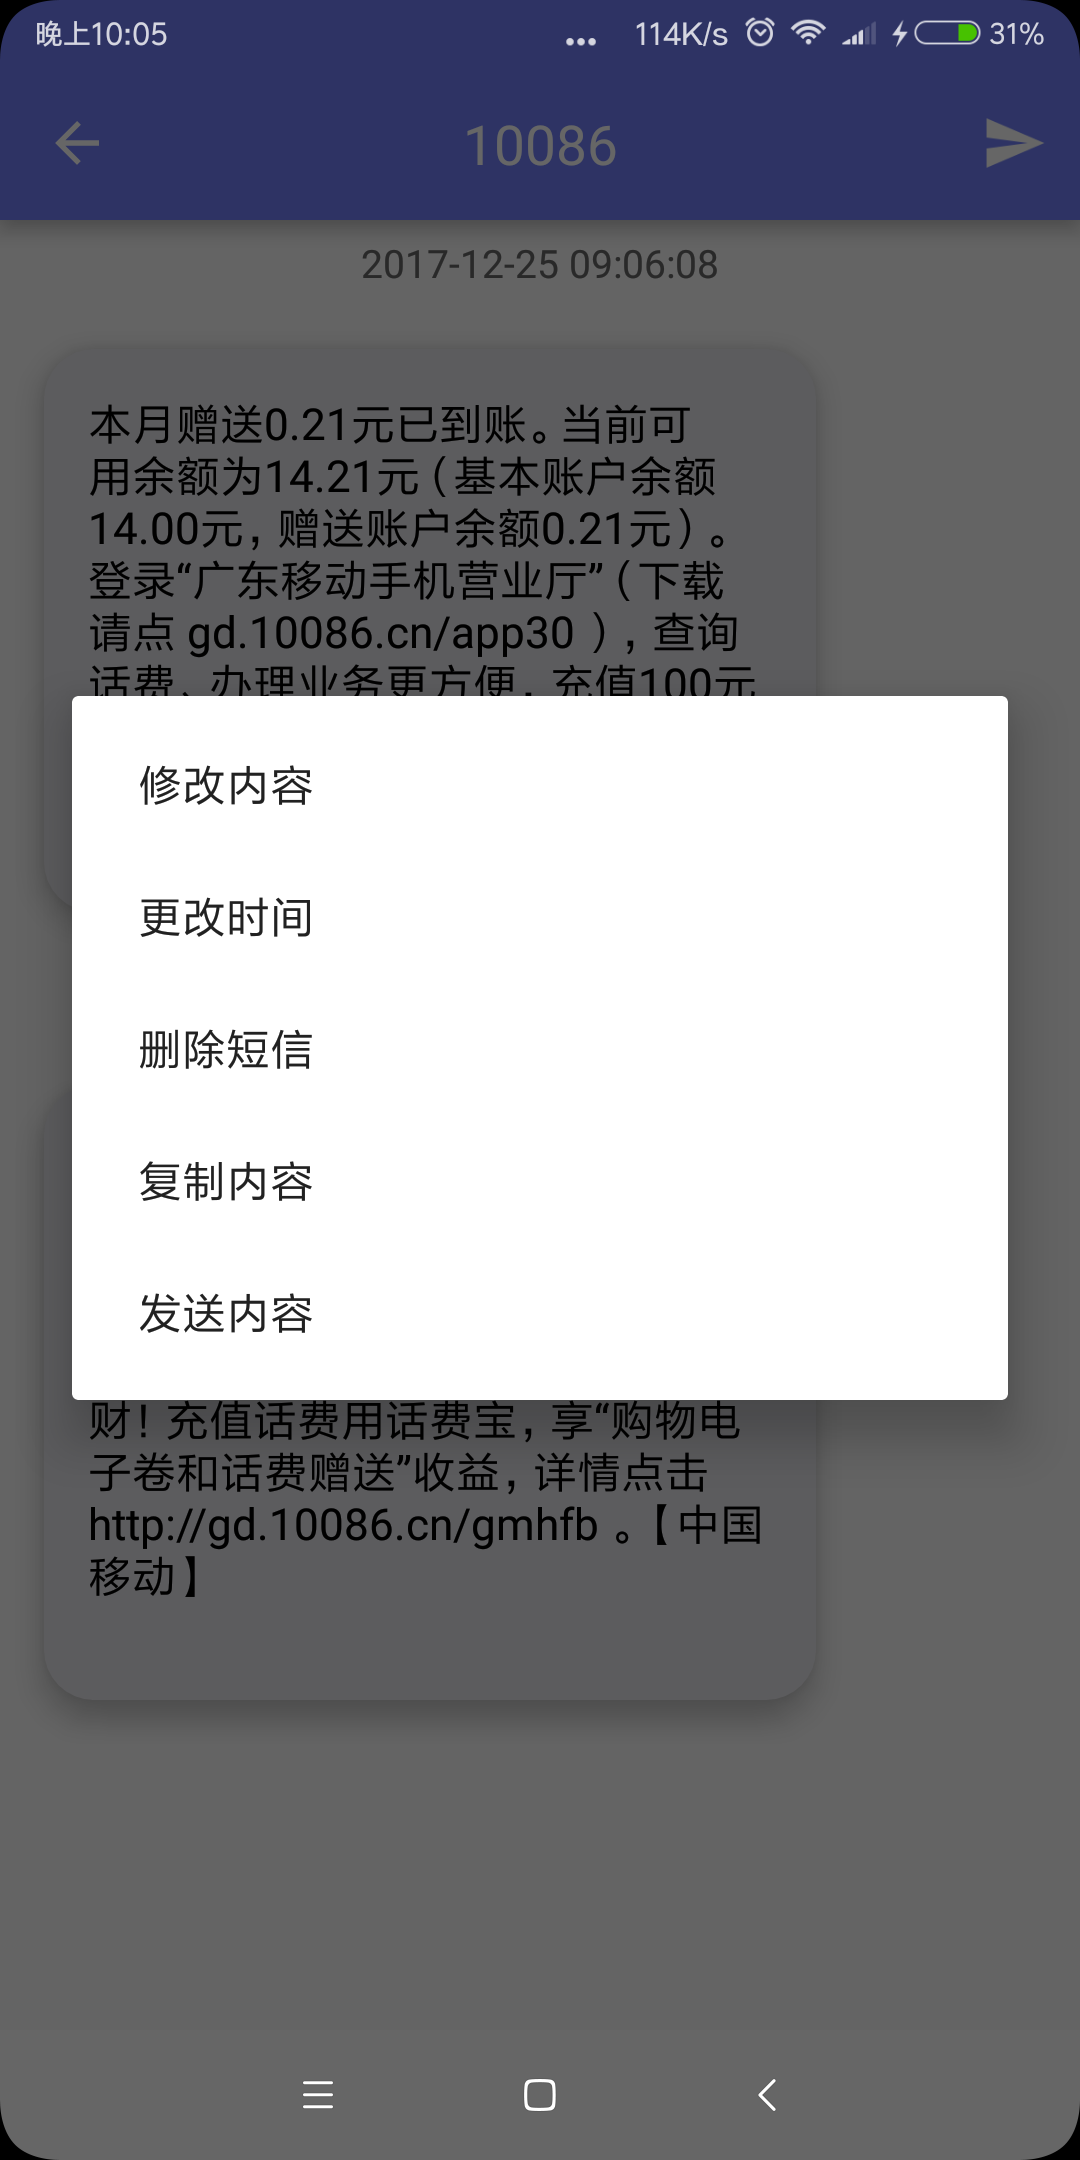 晚上10:05
114K/s
31%
10086
2017-12-25 09:06:08
本月赠送0.21元已到账。当前可
用余额为14.21元（基本账户余额
14.00元，赠送账户余额0.21元）。
登录“广东移动手机营业厅”（下载
请点 gd.10086.cn/app30 ），查询
话费、办理业务更方便，充值100元
修改内容
更改时间
删除短信
复制内容
发送内容
财！充值话费用话费宝，享“购物电
子卷和话费赠送”收益，详情点击
http://gd.10086.cn/gmhfb 。【中国
移动】